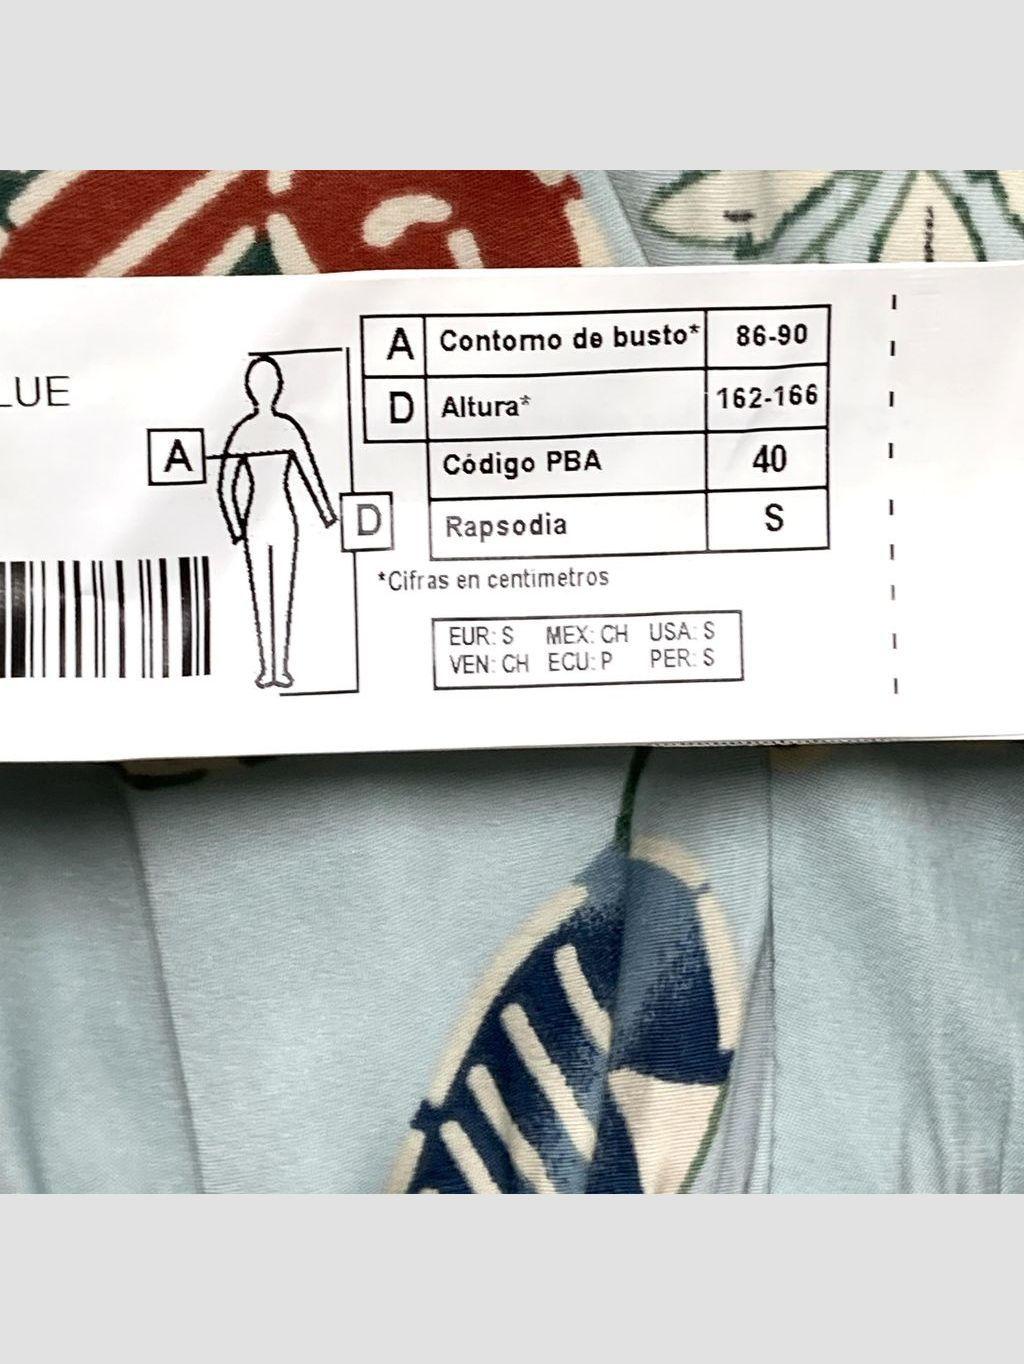 LUE
A Contorno de busto* 86-90
D Altura* 162-166
Código PBA 40
Rapsodia S
A
D
*Cifras en centimetros
EUR: S MEX: CH USA: S
VEN: CH ECU: P PER: S